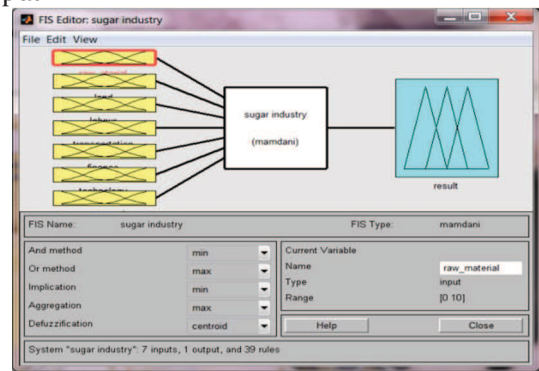 FIS Editor: sugar industry
File Edit View
raw_material
land
labour
transportation
finance
technology
sugar industry
(mamdani)
result
FIS Name: sugar industry FIS Type: mamdani
And method min
Or method max
Implication min
Aggregation max
Defuzzification centroid
Current Variable
Name raw_material
Type input
Range [0 10]
Help Close
System "sugar industry": 7 inputs, 1 output, and 39 rules